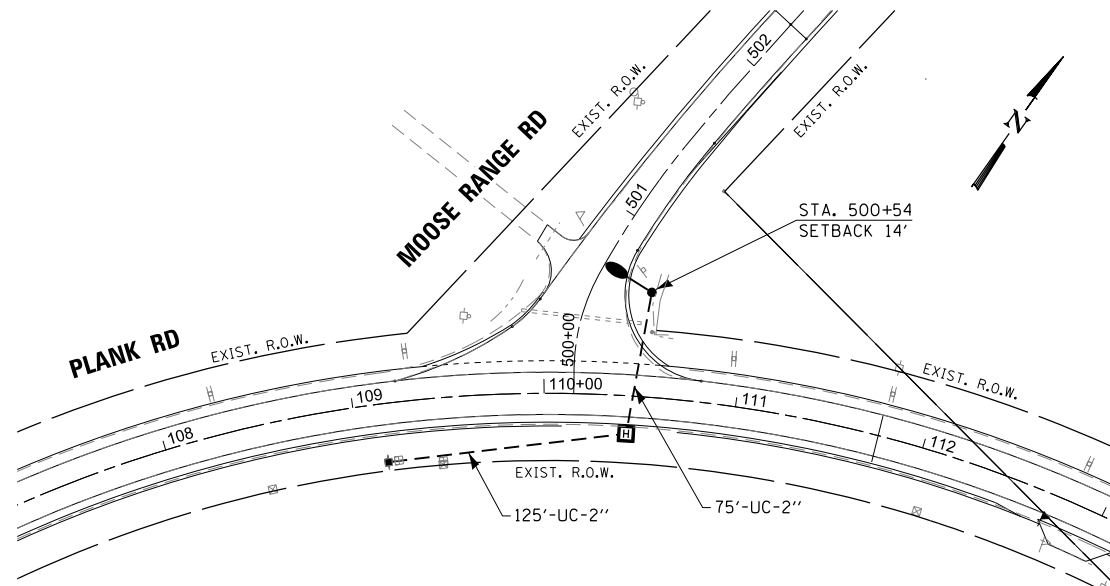 502
EXIST. R.O.W.
EXIST. R.O.W.
N
MOOSE RANGE RD
501
STA. 500+54
SETBACK 14'
PLANK RD
EXIST. R.O.W.
500+00
EXIST. R.O.W.
108
109
110+00
111
112
H
EXIST. R.O.W.
125'-UC-2''
75'-UC-2''